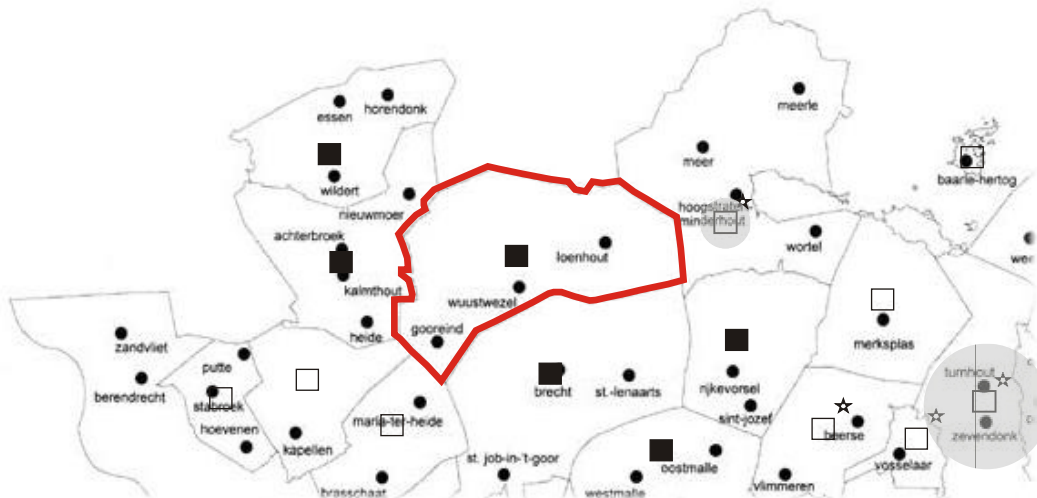 meerle
horendonk
essen
meer
wildert
baarle-hertog
nieuwmoer
hoogstraten
minderhout
achterbroek
wortel
loenhout
kalmthout
wuustwezel
gooreind
heide
zandvliet
merksplas
putte
berendrecht
stabroek
brecht
st.-lenaarts
rijkevorsel
turnhout
maria-ter-heide
sint-jozef
hoevenen
beerse
zevendonk
kapellen
st. job-in-'t-goor
oostmalle
vosselaar
brasschaat
westmalle
vlimmeren